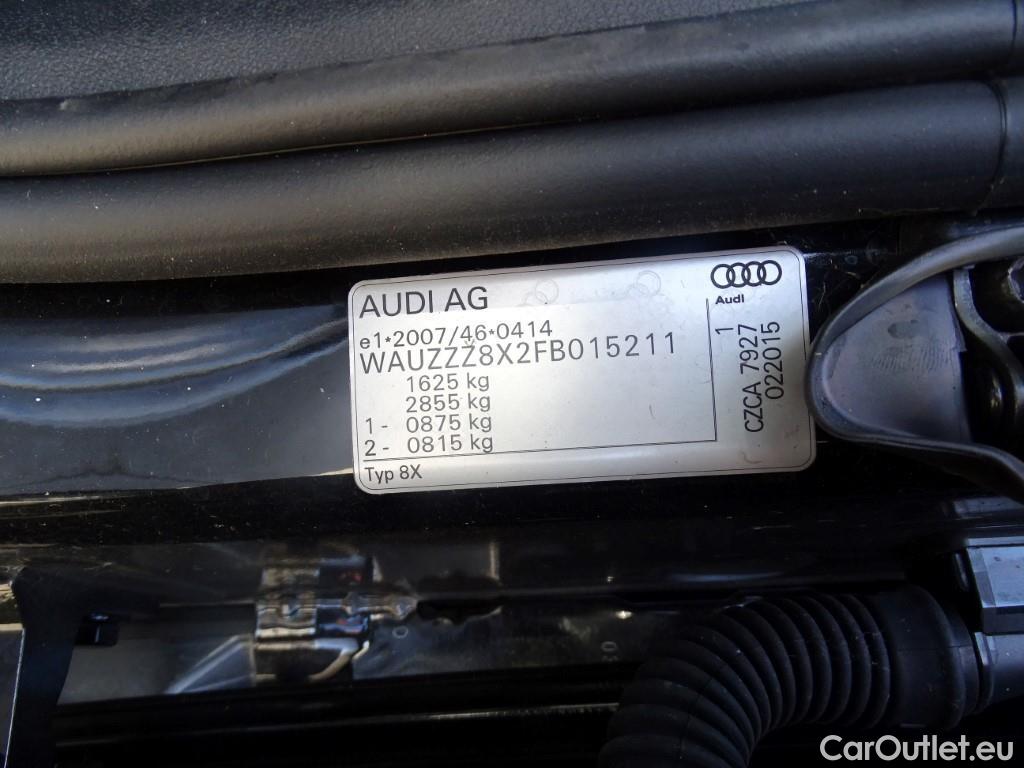 AUDI AG
e1*2007/46*0414
WAUZZZ8X2FB015211
1625 kg
2855 kg
1 - 0875 kg
2 - 0815 kg
Typ 8X
Audi
CZCA 7927 1
022015
CarOutlet.eu